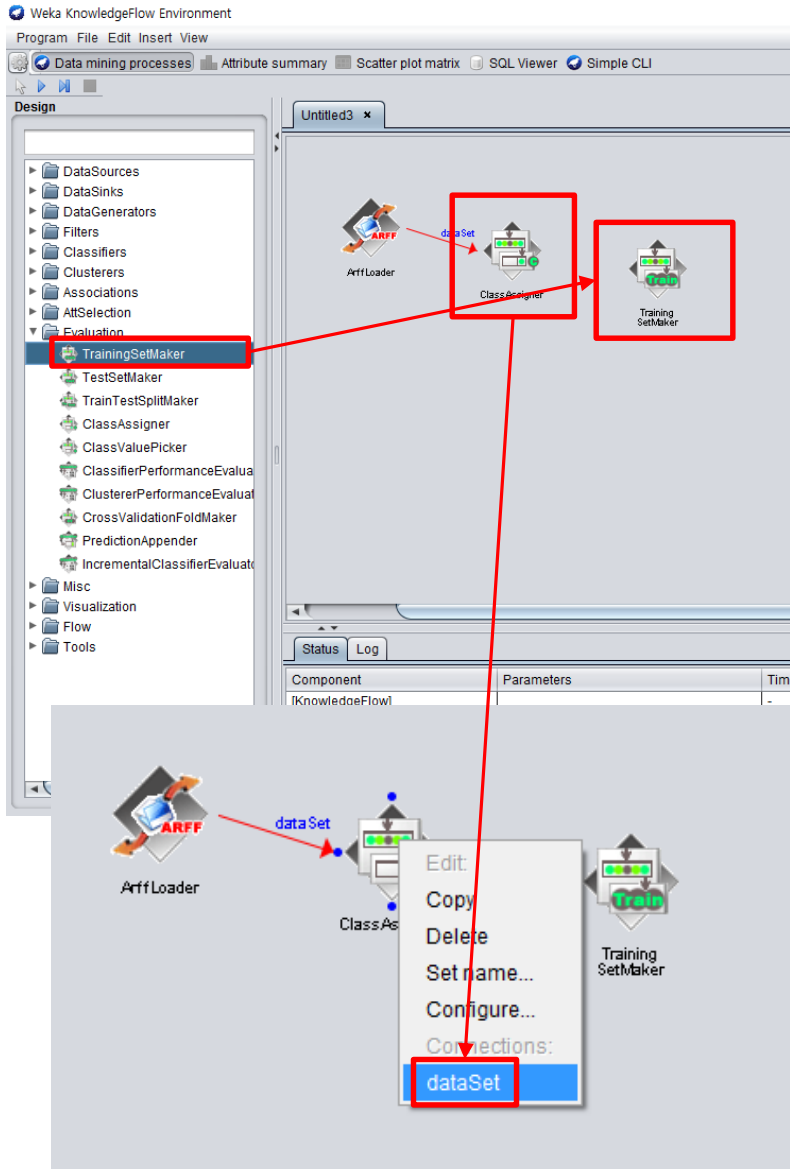 Weka KnowledgeFlow Environment
Program File Edit Insert View
Data mining processes Attribute summary Scatter plot matrix SQL Viewer Simple CLI
Design
Untitled3
DataSources
DataSinks
DataGenerators
Filters
Classifiers
Clusterers
Associations
AttSelection
Evaluation
TrainingSetMaker
TestSetMaker
TrainTestSplitMaker
ClassAssigner
ClassValuePicker
ClassifierPerformanceEvalua
ClustererPerformanceEvaluat
CrossValidationFoldMaker
PredictionAppender
IncrementalClassifierEvaluato
Misc
Visualization
Flow
Tools
ARFF
ArffLoader
dataSet
ClassAssigner
Train
Training
SetMaker
Status Log
Component Parameters Tim
[KnowledgeFlow] -
ARFF
ArffLoader
dataSet
ClassAs
Edit:
Copy
Delete
Set name...
Configure...
Connections:
dataSet
Train
Training
SetMaker